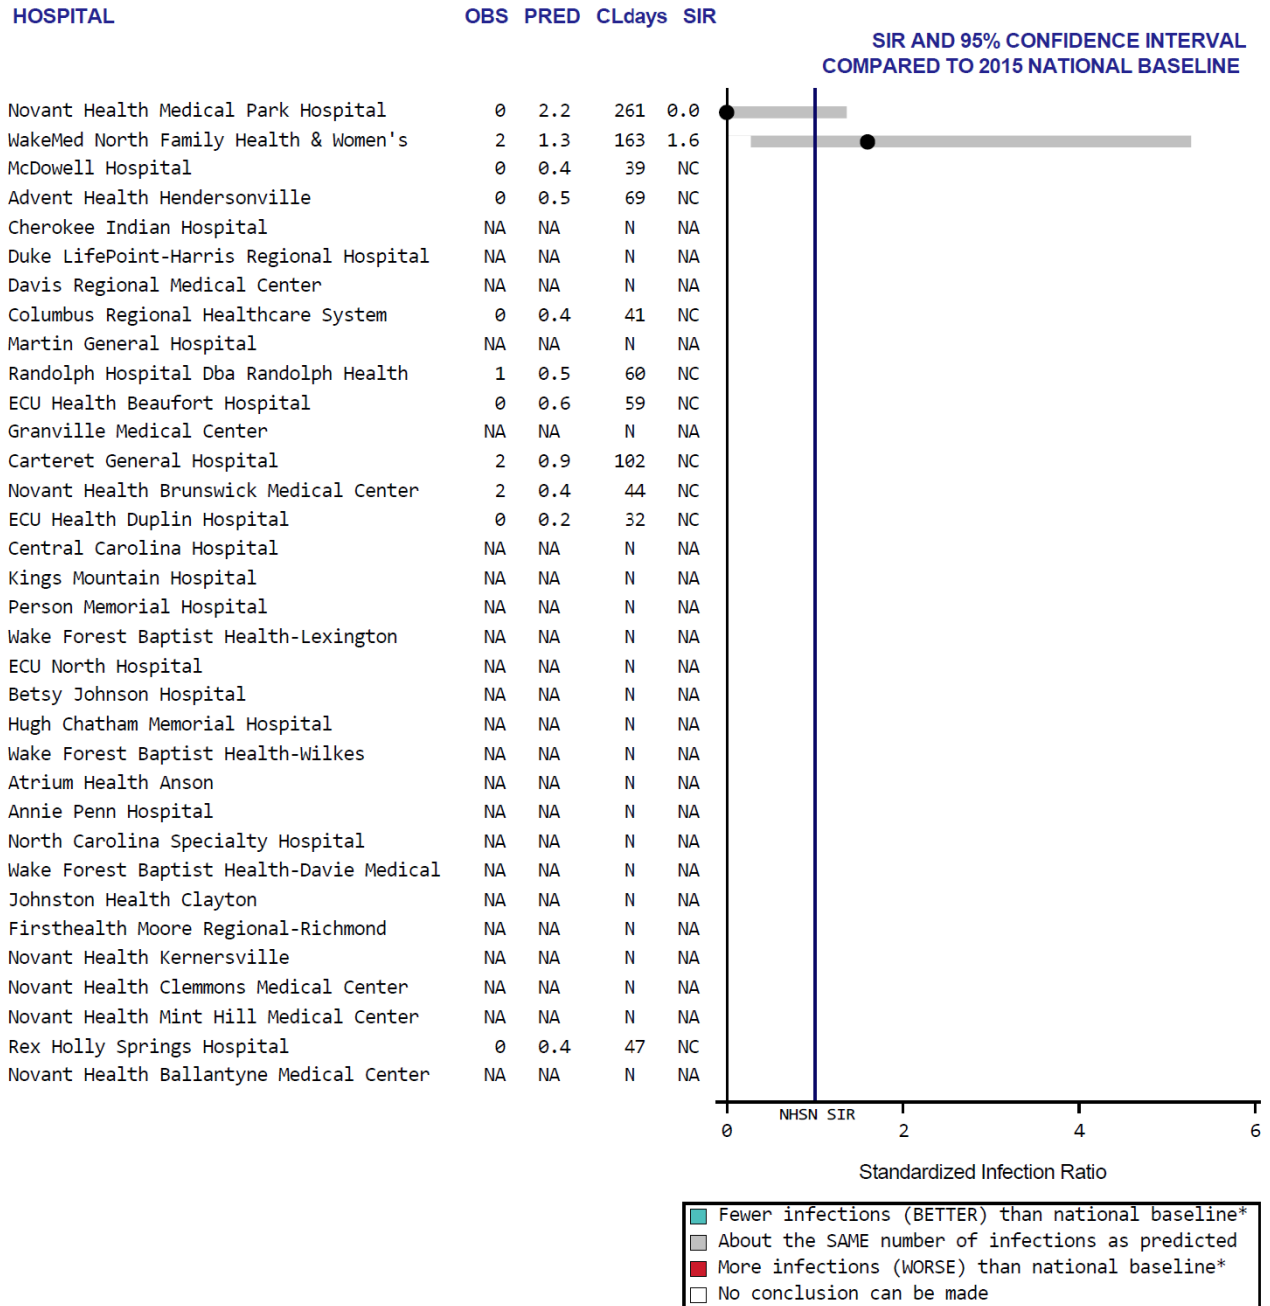 HOSPITAL OBS PRED CLdays SIR
SIR AND 95% CONFIDENCE INTERVAL
COMPARED TO 2015 NATIONAL BASELINE
Novant Health Medical Park Hospital 0 2.2 261 0.0
WakeMed North Family Health & Women's 2 1.3 163 1.6
McDowell Hospital 0 0.4 39 NC
Advent Health Hendersonville 0 0.5 69 NC
Cherokee Indian Hospital NA NA N NA
Duke LifePoint-Harris Regional Hospital NA NA N NA
Davis Regional Medical Center NA NA N NA
Columbus Regional Healthcare System 0 0.4 41 NC
Martin General Hospital NA NA N NA
Randolph Hospital Dba Randolph Health 1 0.5 60 NC
ECU Health Beaufort Hospital 0 0.6 59 NC
Granville Medical Center NA NA N NA
Carteret General Hospital 2 0.9 102 NC
Novant Health Brunswick Medical Center 2 0.4 44 NC
ECU Health Duplin Hospital 0 0.2 32 NC
Central Carolina Hospital NA NA N NA
Kings Mountain Hospital NA NA N NA
Person Memorial Hospital NA NA N NA
Wake Forest Baptist Health-Lexington NA NA N NA
ECU North Hospital NA NA N NA
Betsy Johnson Hospital NA NA N NA
Hugh Chatham Memorial Hospital NA NA N NA
Wake Forest Baptist Health-Wilkes NA NA N NA
Atrium Health Anson NA NA N NA
Annie Penn Hospital NA NA N NA
North Carolina Specialty Hospital NA NA N NA
Wake Forest Baptist Health-Davie Medical NA NA N NA
Johnston Health Clayton NA NA N NA
Firsthealth Moore Regional-Richmond NA NA N NA
Novant Health Kernersville NA NA N NA
Novant Health Clemmons Medical Center NA NA N NA
Novant Health Mint Hill Medical Center NA NA N NA
Rex Holly Springs Hospital 0 0.4 47 NC
Novant Health Ballantyne Medical Center NA NA N NA
NHSN SIR
0 2 4 6
Standardized Infection Ratio
Fewer infections (BETTER) than national baseline*
About the SAME number of infections as predicted
More infections (WORSE) than national baseline*
No conclusion can be made